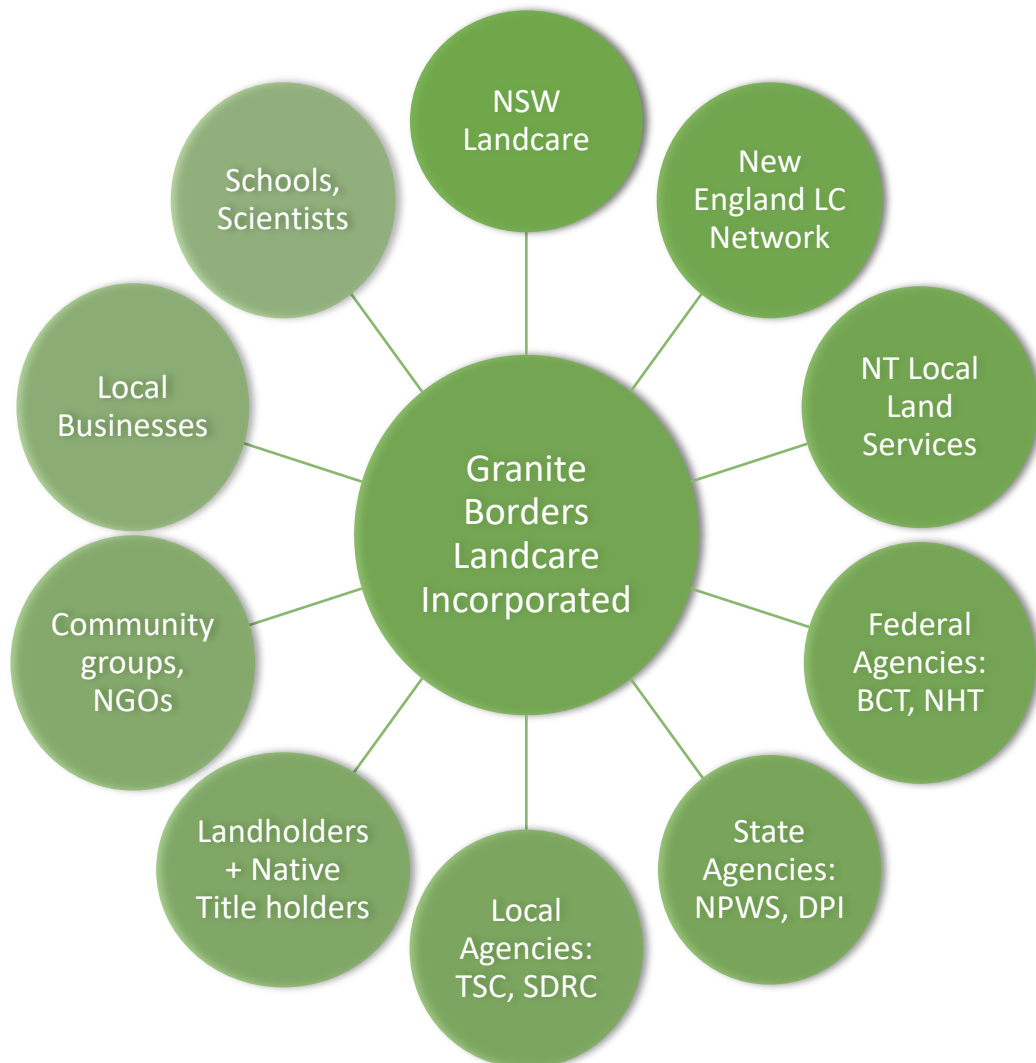 NSW
Landcare
New
England LC
Network
NT Local
Land
Services
Federal
Agencies:
BCT, NHT
State
Agencies:
NPWS, DPI
Local
Agencies:
TSC, SDRC
Landholders
+ Native
Title holders
Community
groups,
NGOs
Local
Businesses
Schools,
Scientists
Granite
Borders
Landcare
Incorporated